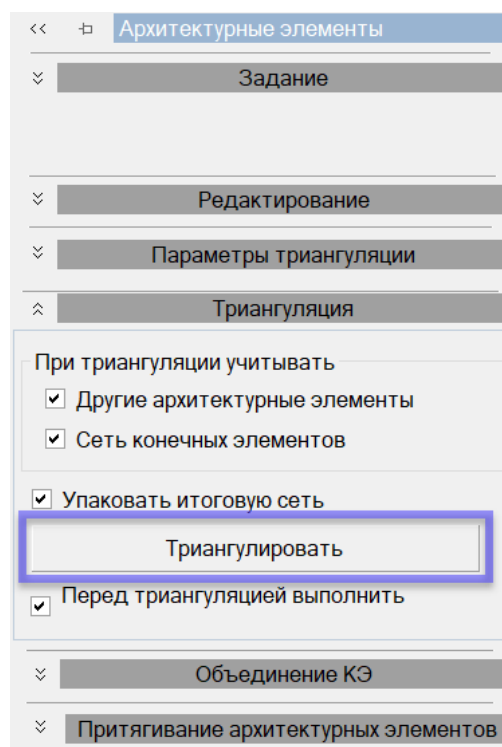 Архитектурные элементы
Задание
Редактирование
Параметры триангуляции
Триангуляция
При триангуляции учитывать
Другие архитектурные элементы
Сеть конечных элементов
Упаковать итоговую сеть
Триангулировать
Перед триангуляцией выполнить
Объединение КЭ
Притягивание архитектурных элементов